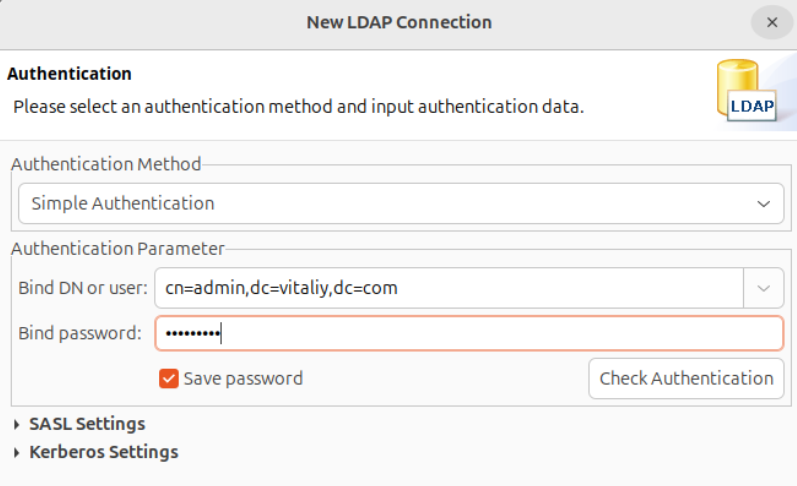 New LDAP Connection
Authentication
Please select an authentication method and input authentication data.
LDAP
Authentication Method
Simple Authentication
Authentication Parameter
Bind DN or user: cn=admin,dc=vitaliy,dc=com
Bind password: •••••••••
Save password Check Authentication
SASL Settings
Kerberos Settings